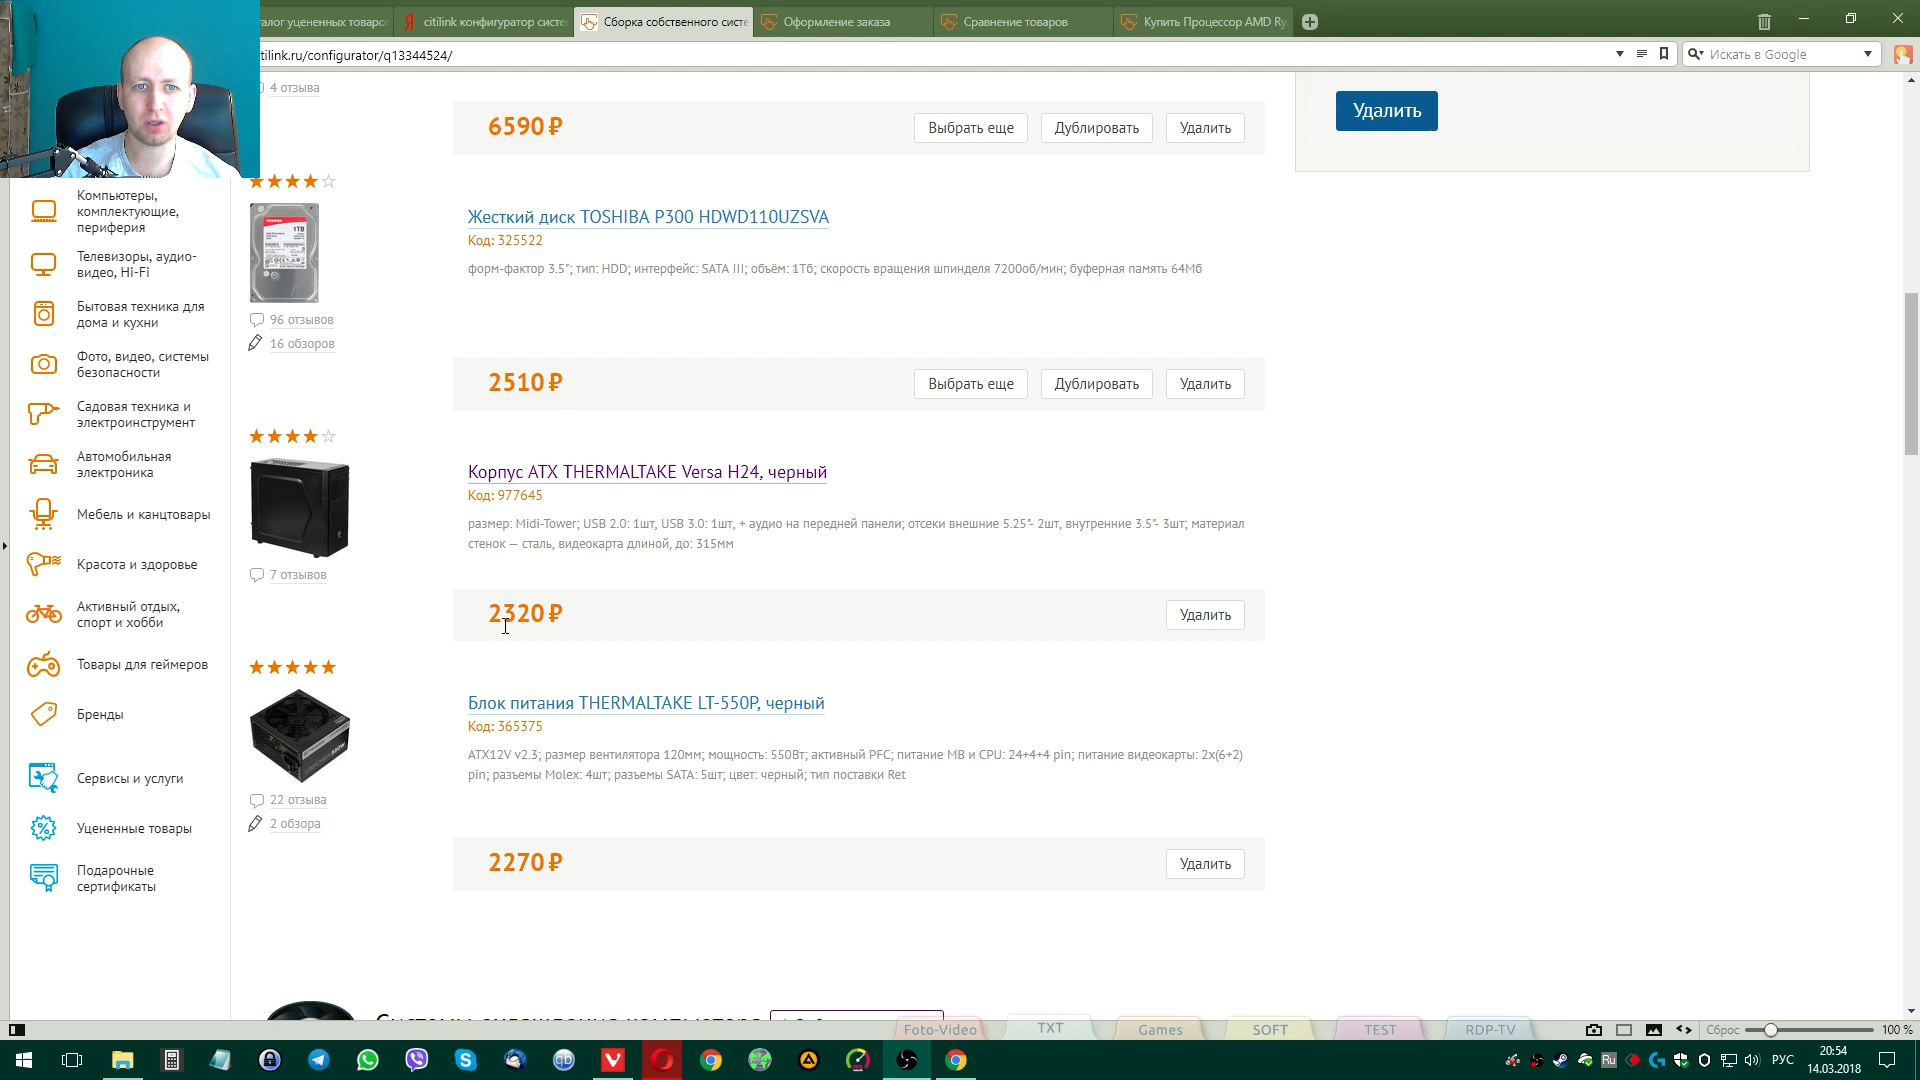 талог уцененных товаро
citilink конфигуратор систе
Сборка собственного систе
Оформление заказа
Сравнение товаров
Купить Процессор AMD Ry
tilink.ru/configurator/q13344524/
Искать в Google
4 отзыва
6590 ₽
Выбрать еще
Дублировать
Удалить
Удалить
Компьютеры,
комплектующие,
периферия
Телевизоры, аудио-
видео, Hi-Fi
Бытовая техника для
дома и кухни
Фото, видео, системы
безопасности
Садовая техника и
электроинструмент
Автомобильная
электроника
Мебель и канцтовары
Красота и здоровье
Активный отдых,
спорт и хобби
Товары для геймеров
Бренды
Сервисы и услуги
Уцененные товары
Подарочные
сертификаты
TOSHIBA
1TB
Жесткий диск TOSHIBA P300 HDWD110UZSVA
Код: 325522
форм-фактор 3.5"; тип: HDD; интерфейс: SATA III; объём: 1Тб; скорость вращения шпинделя 7200об/мин; буферная память 64Мб
96 отзывов
16 обзоров
2510 ₽
Выбрать еще
Дублировать
Удалить
Корпус ATX THERMALTAKE Versa H24, черный
Код: 977645
размер: Midi-Tower; USB 2.0: 1шт, USB 3.0: 1шт, + аудио на передней панели; отсеки внешние 5.25"- 2шт, внутренние 3.5"- 3шт; материал
стенок — сталь, видеокарта длиной, до: 315мм
7 отзывов
2320 ₽
Удалить
Блок питания THERMALTAKE LT-550P, черный
Код: 365375
ATX12V v2.3; размер вентилятора 120мм; мощность: 550Вт; активный PFC; питание MB и CPU: 24+4+4 pin; питание видеокарты: 2x(6+2)
pin; разъемы Molex: 4шт; разъемы SATA: 5шт; цвет: черный; тип поставки Ret
22 отзыва
2 обзора
2270 ₽
Удалить
Foto-Video
TXT
Games
SOFT
TEST
RDP-TV
Сброс
100 %
Ru
РУС
20:54
14.03.2018